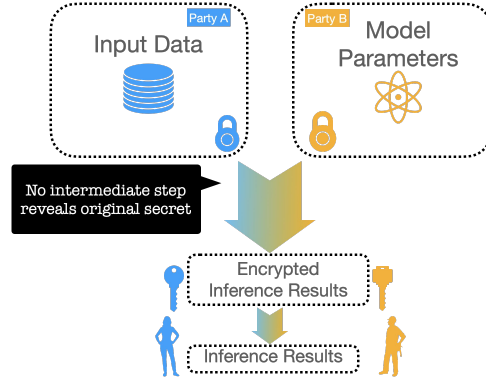 Party A
Party B
Input Data
Model
Parameters
No intermediate step
reveals original secret
Encrypted
Inference Results
Inference Results